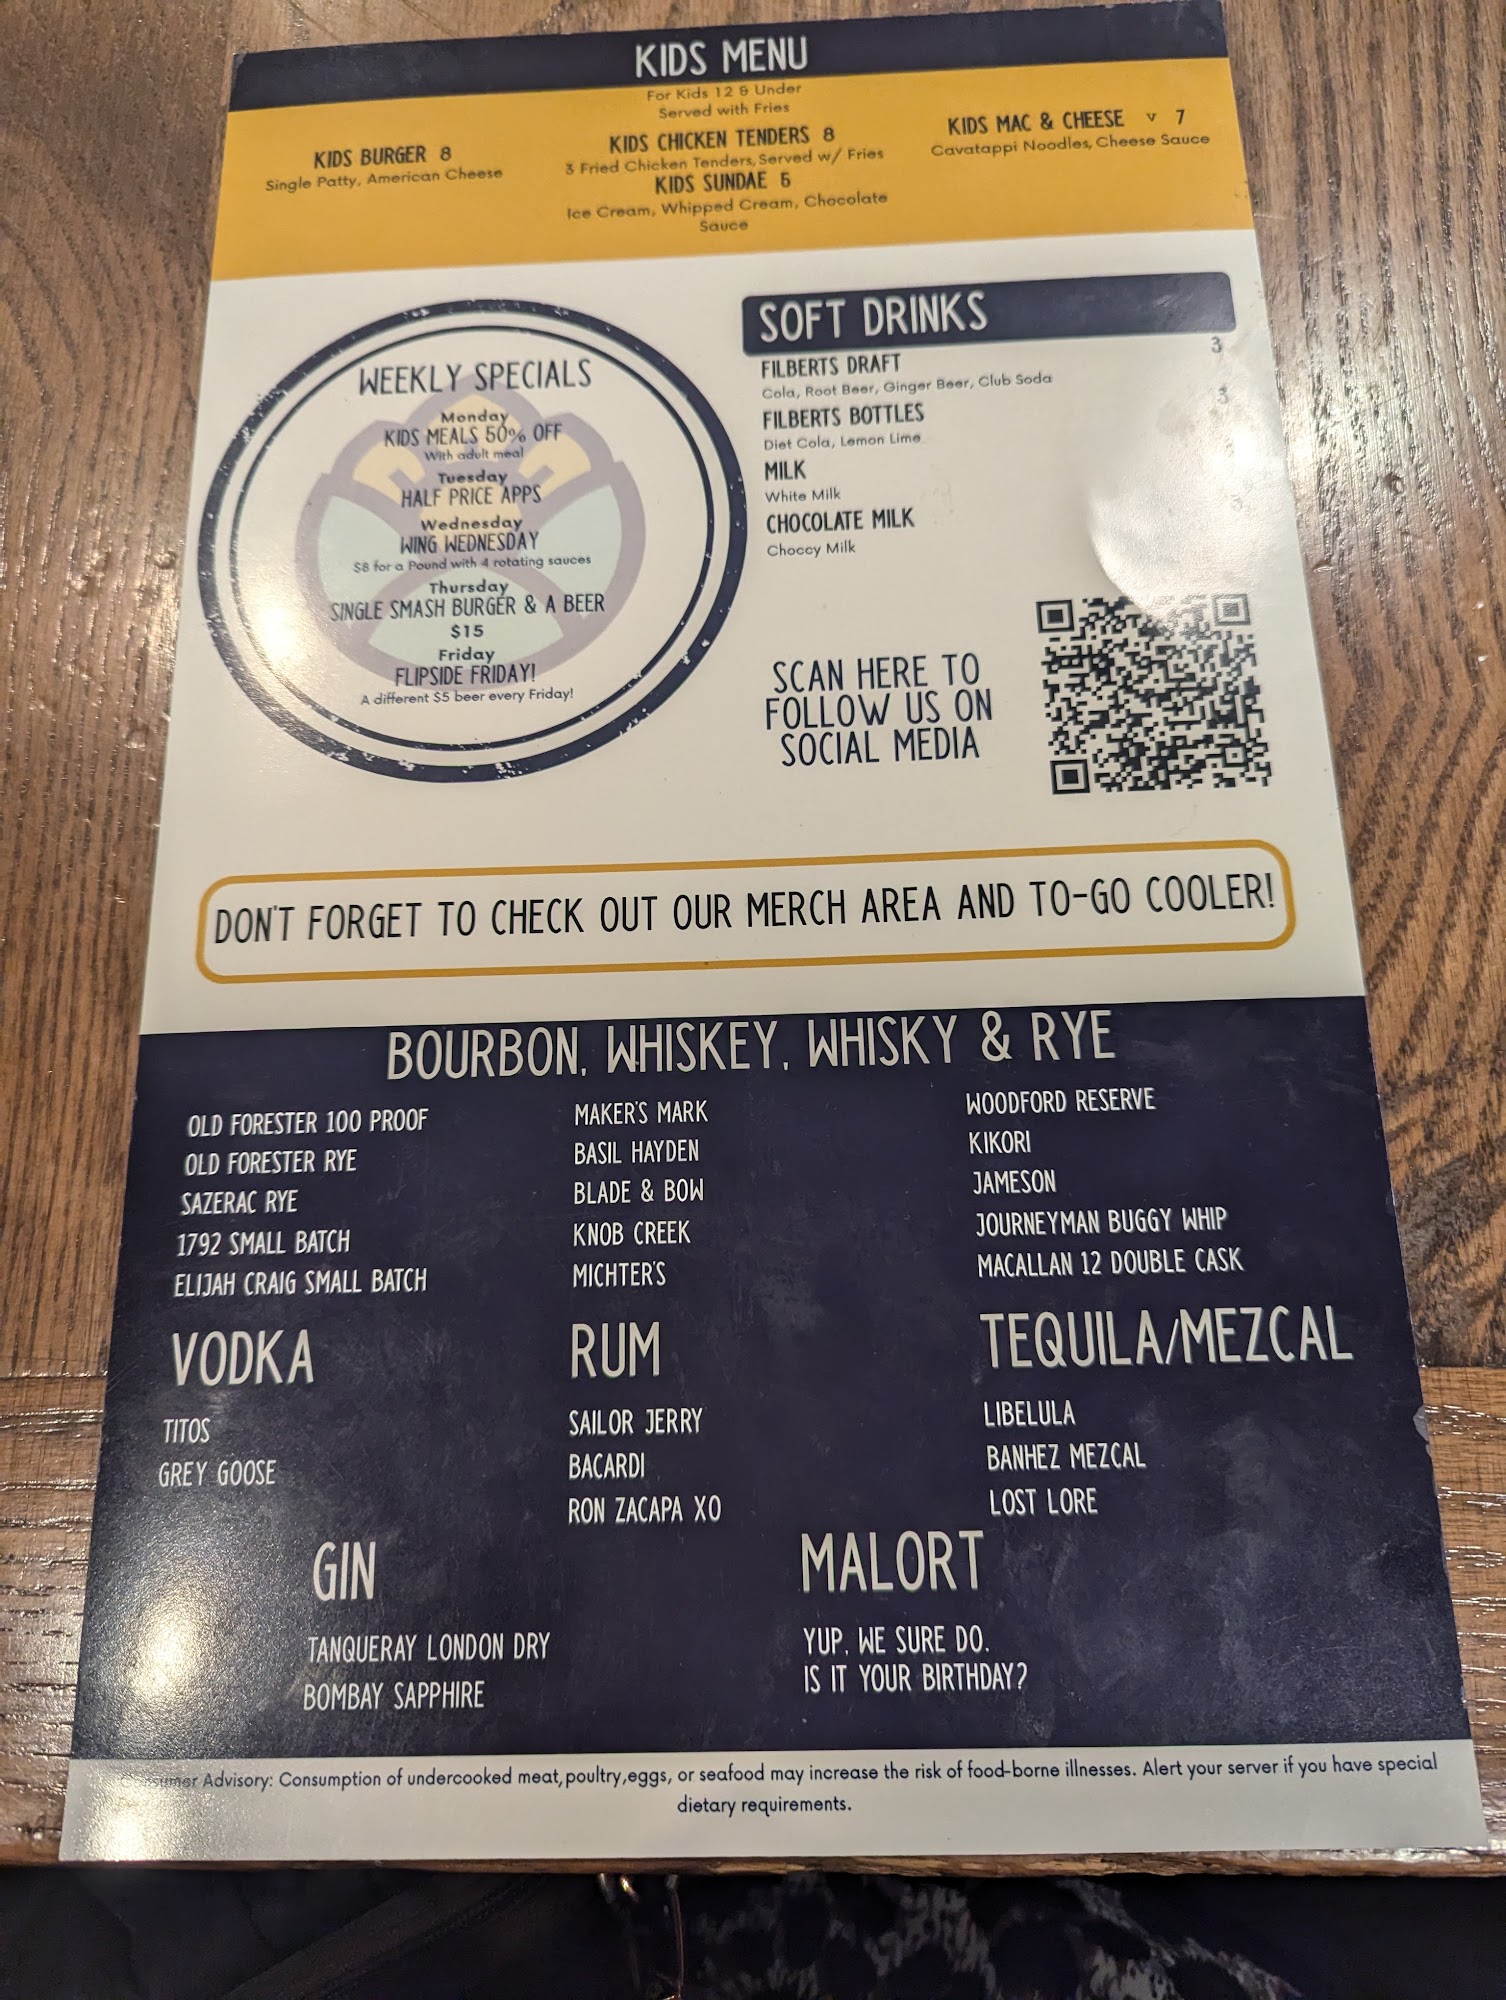 KIDS MENU
For Kids 12 & Under
Served with Fries
KIDS BURGER 8
Single Patty, American Cheese
KIDS CHICKEN TENDERS 8
3 Fried Chicken Tenders, Served w/ Fries
KIDS SUNDAE 6
Ice Cream, Whipped Cream, Chocolate
Sauce
KIDS MAC & CHEESE v 7
Cavatappi Noodles, Cheese Sauce
WEEKLY SPECIALS
Monday
KIDS MEALS 50% OFF
With adult meal
Tuesday
HALF PRICE APPS
Wednesday
WING WEDNESDAY
$8 for a Pound with 4 rotating sauces
Thursday
SINGLE SMASH BURGER & A BEER
$15
Friday
FLIPSIDE FRIDAY!
A different $5 beer every Friday!
SOFT DRINKS
FILBERTS DRAFT 3
Cola, Root Beer, Ginger Beer, Club Soda
FILBERTS BOTTLES 3
Diet Cola, Lemon Lime
MILK
White Milk
CHOCOLATE MILK 3
Choccy Milk
SCAN HERE TO
FOLLOW US ON
SOCIAL MEDIA
DON'T FORGET TO CHECK OUT OUR MERCH AREA AND TO-GO COOLER!
BOURBON, WHISKEY, WHISKY & RYE
OLD FORESTER 100 PROOF
OLD FORESTER RYE
SAZERAC RYE
1792 SMALL BATCH
ELIJAH CRAIG SMALL BATCH
MAKER'S MARK
BASIL HAYDEN
BLADE & BOW
KNOB CREEK
MICHTER'S
WOODFORD RESERVE
KIKORI
JAMESON
JOURNEYMAN BUGGY WHIP
MACALLAN 12 DOUBLE CASK
VODKA
TITOS
GREY GOOSE
RUM
SAILOR JERRY
BACARDI
RON ZACAPA XO
TEQUILA/MEZCAL
LIBELULA
BANHEZ MEZCAL
LOST LORE
GIN
TANQUERAY LONDON DRY
BOMBAY SAPPHIRE
MALORT
YUP, WE SURE DO.
IS IT YOUR BIRTHDAY?
Consumer Advisory: Consumption of undercooked meat, poultry, eggs, or seafood may increase the risk of food-borne illnesses. Alert your server if you have special
dietary requirements.